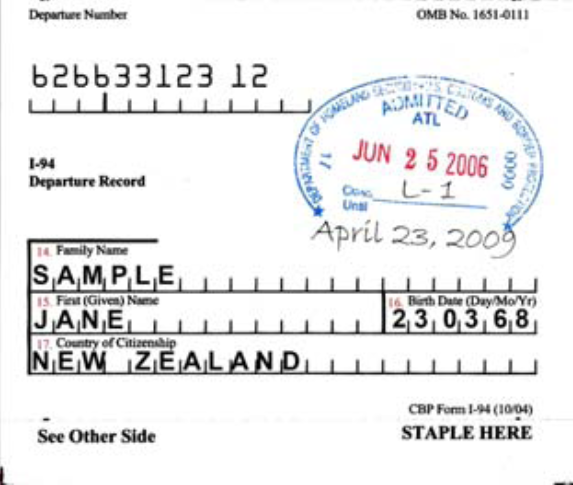 Departure Number
OMB No. 1651-0111
626633123 12
I-94
Departure Record
DEPARTMENT OF HOMELAND SECURITY • U.S. CUSTOMS AND BORDER PROTECTION
ADMITTED
ATL
17
JUN 25 2006
0000
Class
L-1
Until
April 23, 2009
14. Family Name
SAMPLE
15. First (Given) Name
16. Birth Date (Day/Mo/Yr)
JANE
23 03 68
17. Country of Citizenship
NEW ZEALAND
CBP Form I-94 (10/04)
See Other Side
STAPLE HERE